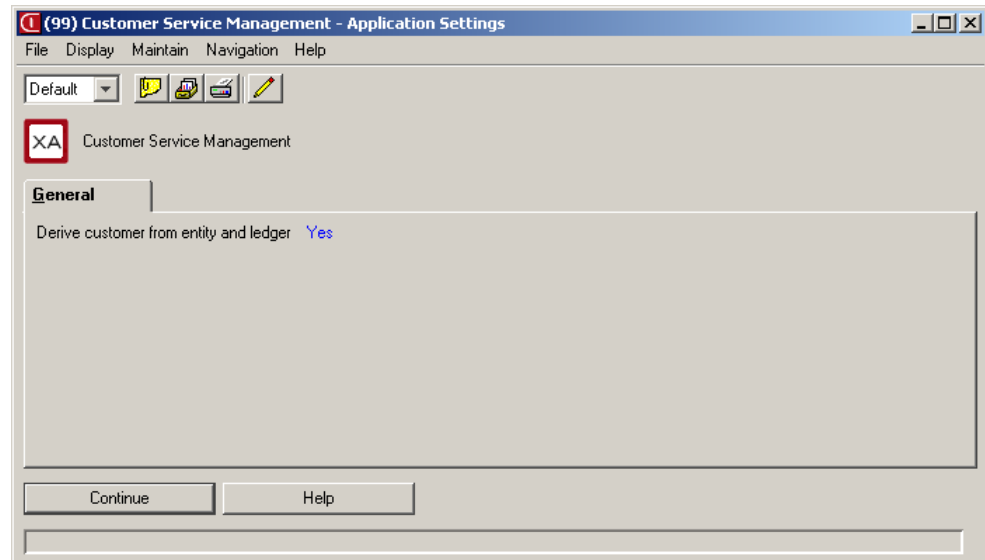 (99) Customer Service Management - Application Settings
File Display Maintain Navigation Help
Default
XA Customer Service Management
General
Derive customer from entity and ledger Yes
Continue Help